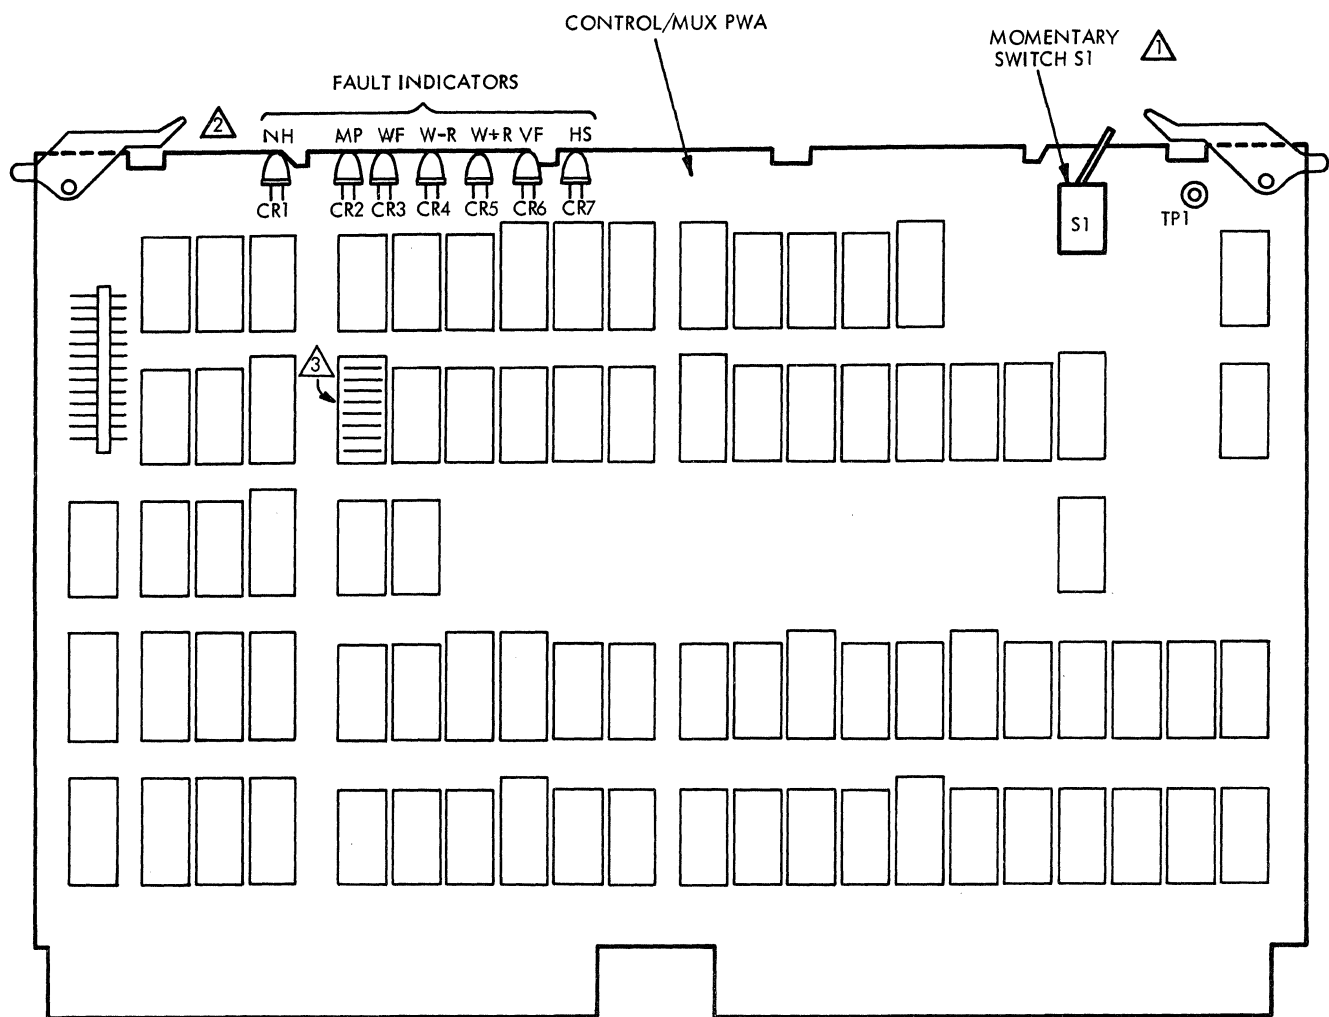 CONTROL/MUX PWA
MOMENTARY
SWITCH S1
1
FAULT INDICATORS
2
NH MP WF W-R W+R VF HS
CR1 CR2 CR3 CR4 CR5 CR6 CR7
S1
TP1
3